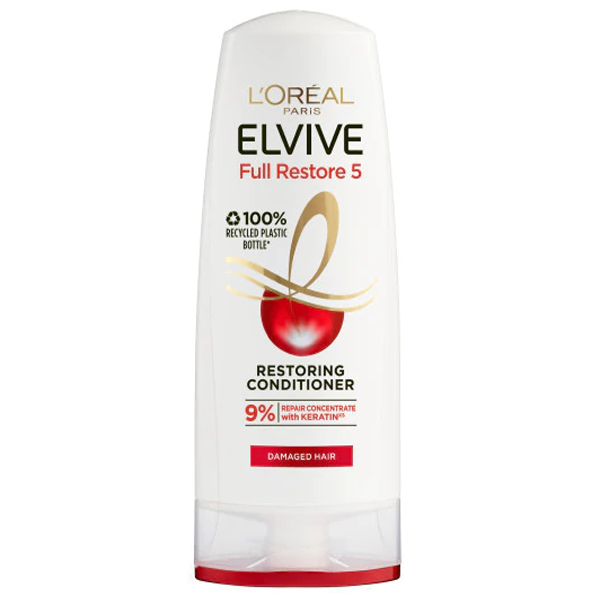 L'ORÉAL
PARIS
ELVIVE
Full Restore 5
100%
RECYCLED PLASTIC
BOTTLE*
RESTORING
CONDITIONER
9% REPAIR CONCENTRATE
with KERATIN
DAMAGED HAIR